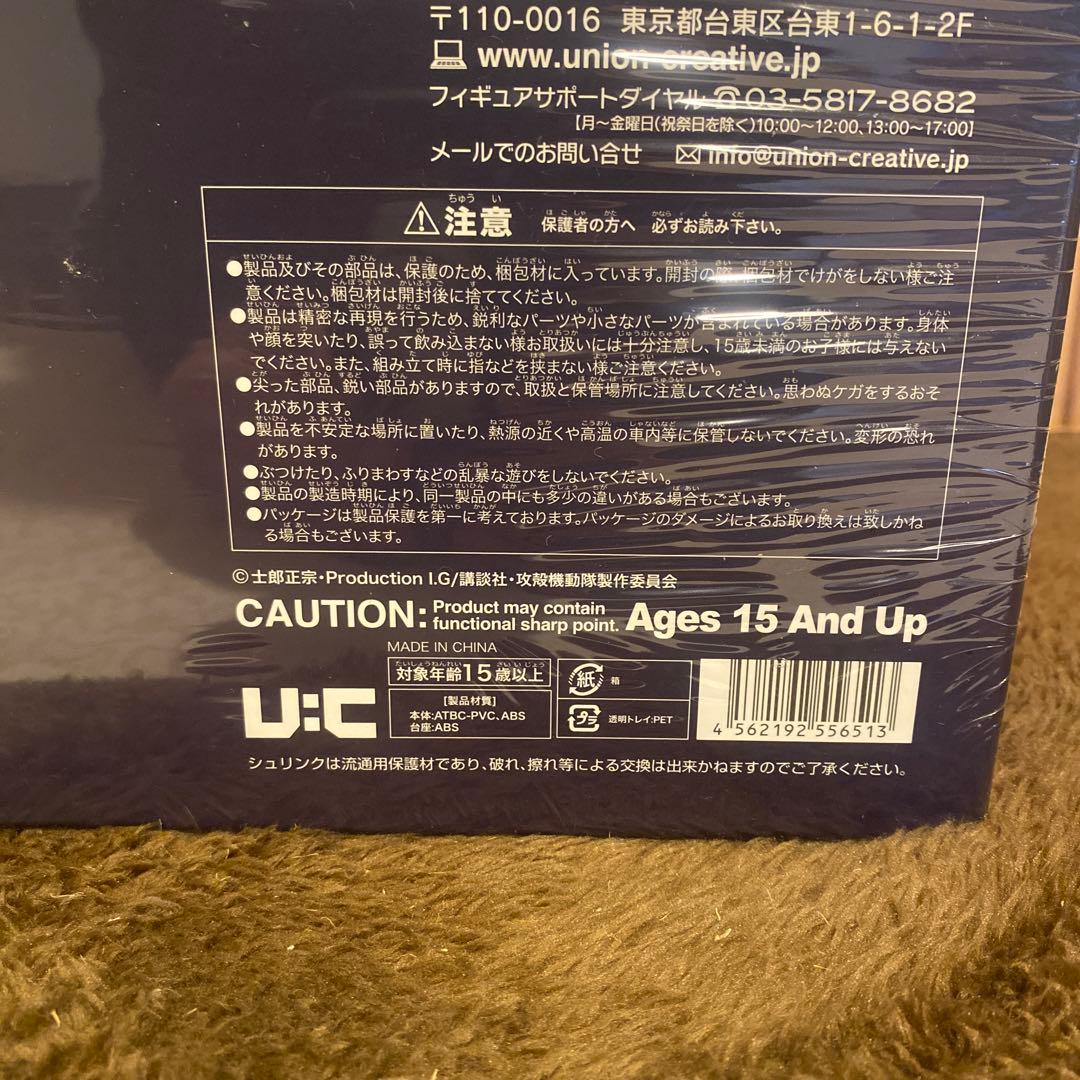 〒110-0016 東京都台東区台東1-6-1-2F
www.union-creative.jp
フィギュアサポートダイヤル ☎03-5817-8682
【月〜金曜日(祝祭日を除く)10:00〜12:00、13:00〜17:00】
メールでのお問い合せ ✉info@union-creative.jp
⚠注意 保護者の方へ 必ずお読み下さい。
●製品及びその部品は、保護のため、梱包材に入っています。開封の際、梱包材でけがをしない様ご注
意ください。梱包材は開封後に捨ててください。
●製品は精密な再現を行うため、鋭利なパーツや小さなパーツが含まれている場合があります。身体
や顔を突いたり、誤って飲み込まない様お取扱いには十分注意し、15歳未満のお子様には与えない
でください。また、組み立て時に指などを挟まない様ご注意ください。
●尖った部品、鋭い部品がありますので、取扱と保管場所に注意してください。思わぬケガをするおそ
れがあります。
●製品を不安定な場所に置いたり、熱源の近くや高温の車内等に保管しないでください。変形の恐れ
があります。
●ぶつけたり、ふりまわすなどの乱暴な遊びをしないでください。
●製品の製造時期により、同一製品の中にも多少の違いがある場合もございます。
●パッケージは製品保護を第一に考えております。パッケージのダメージによるお取り換えは致しかね
る場合もございます。
©士郎正宗・Production I.G/講談社・攻殻機動隊製作委員会
CAUTION: Product may contain functional sharp point. Ages 15 And Up
MADE IN CHINA
対象年齢15歳以上
[製品材質]
本体:ATBC-PVC、ABS
台座:ABS
紙 箱
プラ 透明トレイ:PET
U:C
4 562192 556513
シュリンクは流通用保護材であり、破れ、擦れ等による交換は出来かねますのでご了承ください。